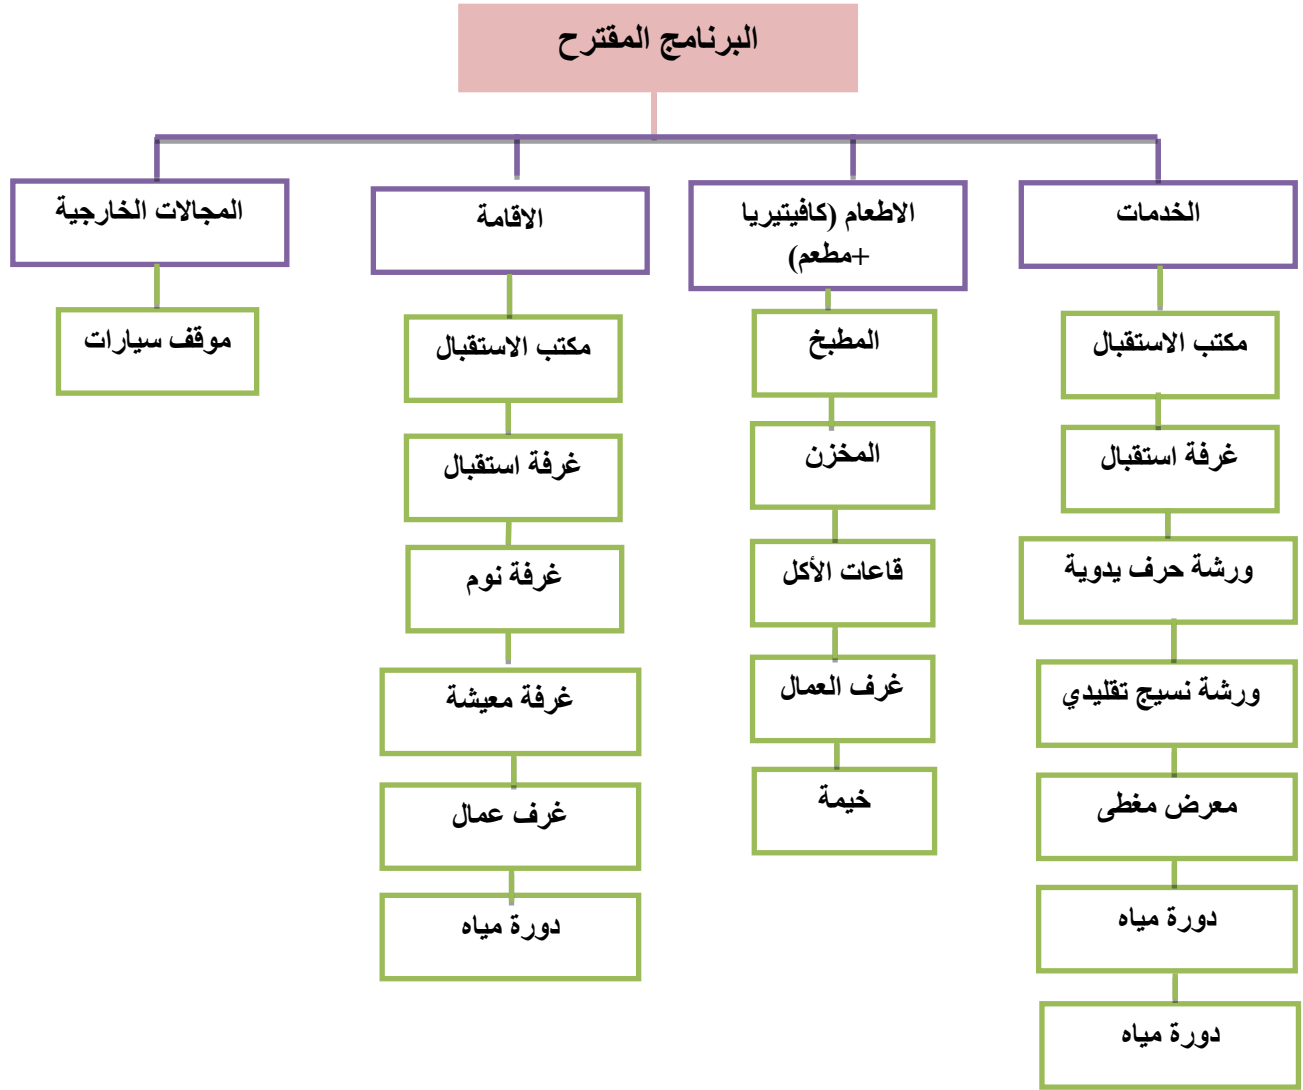 البرنامج المقترح
الخدمات
مكتب الاستقبال
غرفة استقبال
ورشة حرف يدوية
ورشة نسيج تقليدي
معرض مغطى
دورة مياه
دورة مياه
الاطعام (كافيتيريا
+مطعم)
المطبخ
المخزن
قاعات الأكل
غرف العمال
خيمة
الاقامة
مكتب الاستقبال
غرفة استقبال
غرفة نوم
غرفة معيشة
غرف عمال
دورة مياه
المجالات الخارجية
موقف سيارات